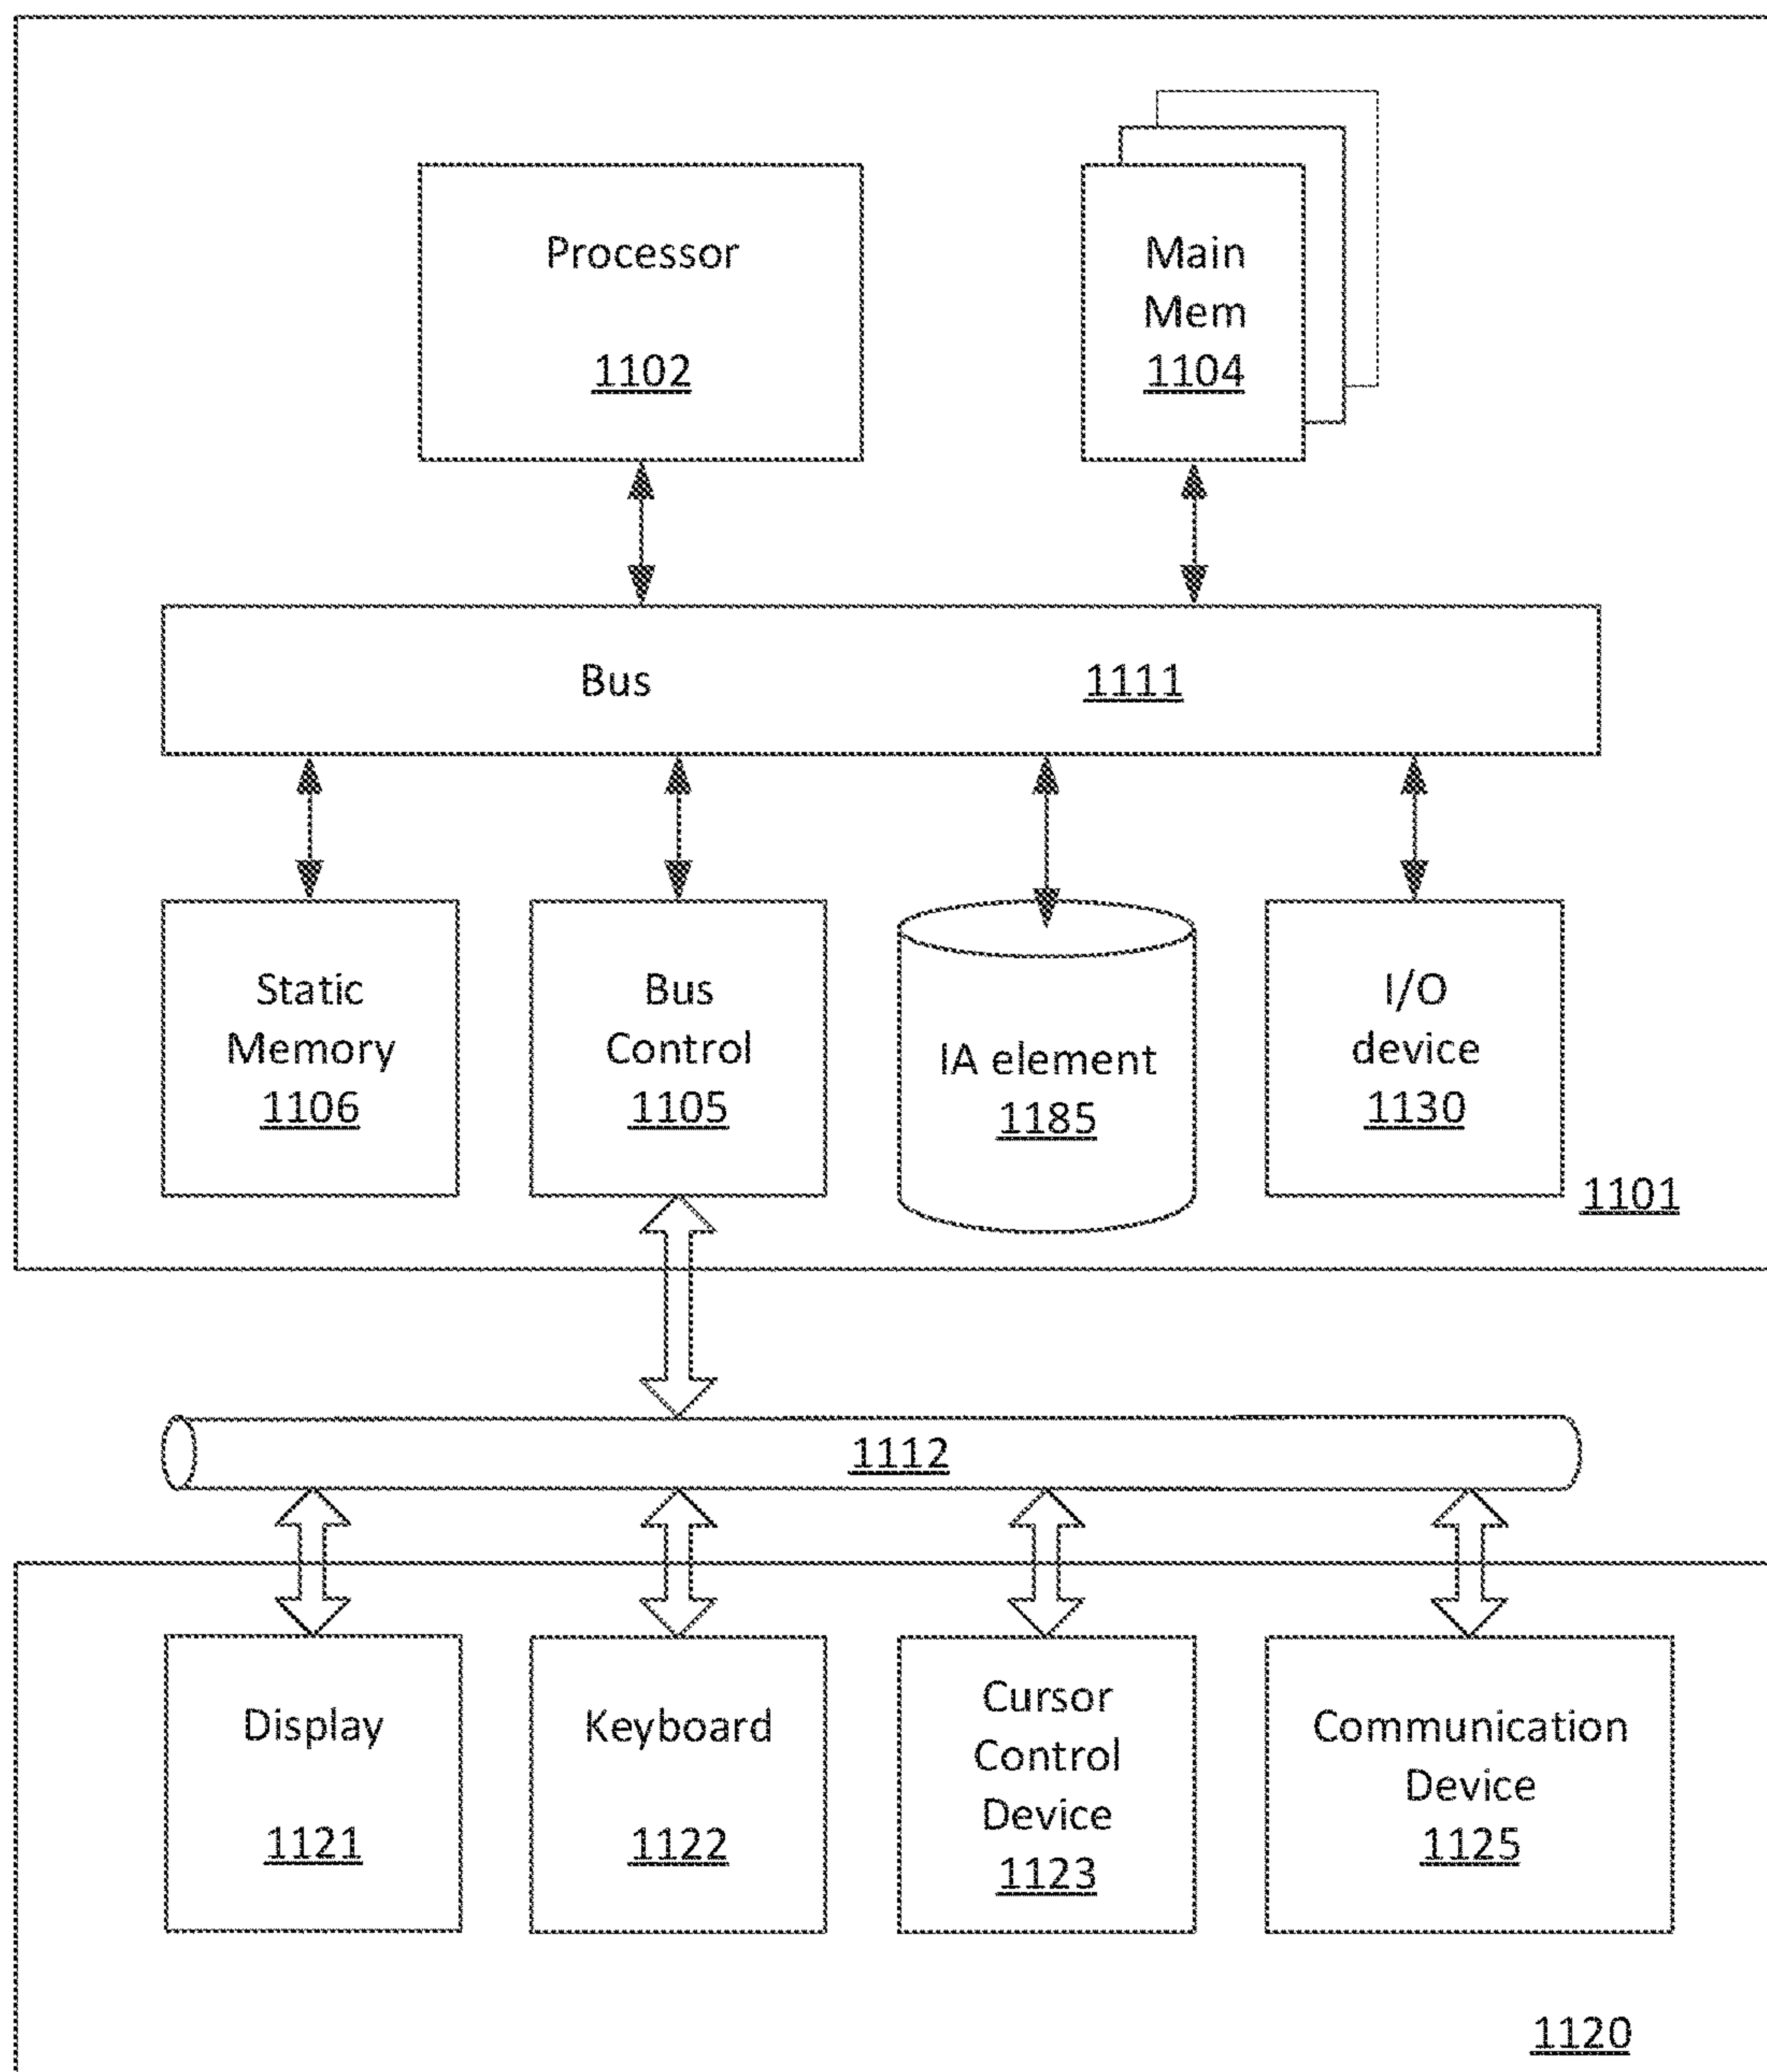 Processor
1102
Main
Mem
1104
Bus 1111
Static
Memory
1106
Bus
Control
1105
IA element
1185
I/O
device
1130
1101
1112
Display
1121
Keyboard
1122
Cursor
Control
Device
1123
Communication
Device
1125
1120